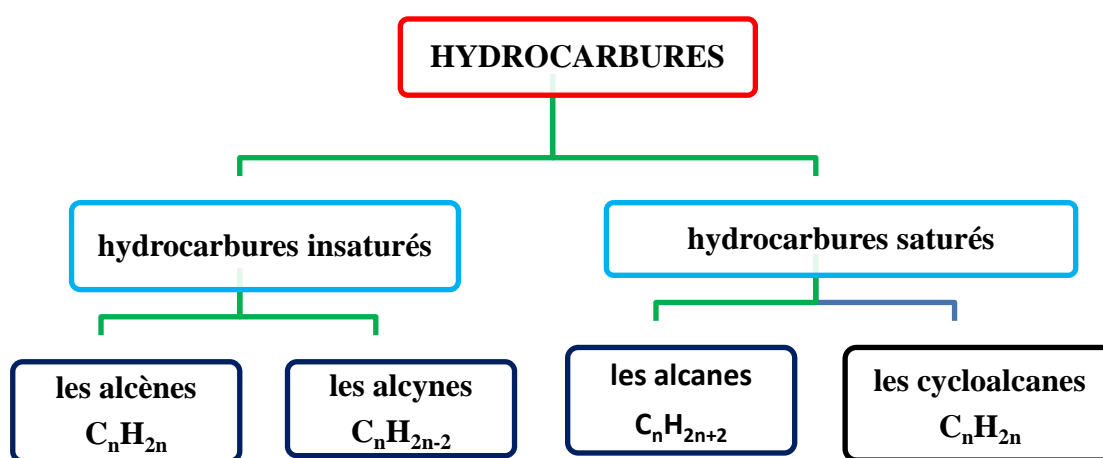 HYDROCARBURES
hydrocarbures insaturés
hydrocarbures saturés
les alcènes
CₙH₂ₙ
les alcynes
CₙH₂ₙ₋₂
les alcanes
CₙH₂ₙ₊₂
les cycloalcanes
CₙH₂ₙ